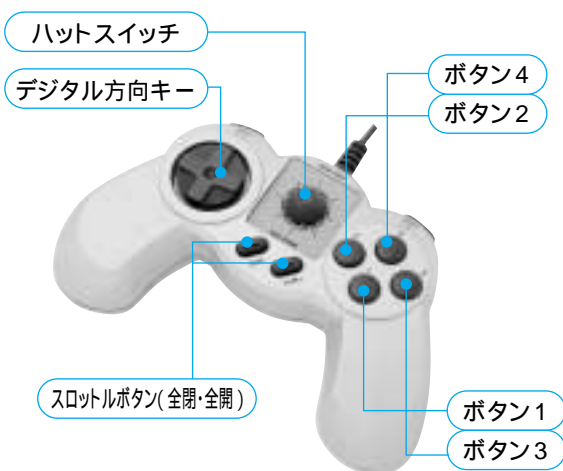 ハットスイッチ
デジタル方向キー
ボタン4
ボタン2
スロットルボタン(全閉･全開)
ボタン1
ボタン3